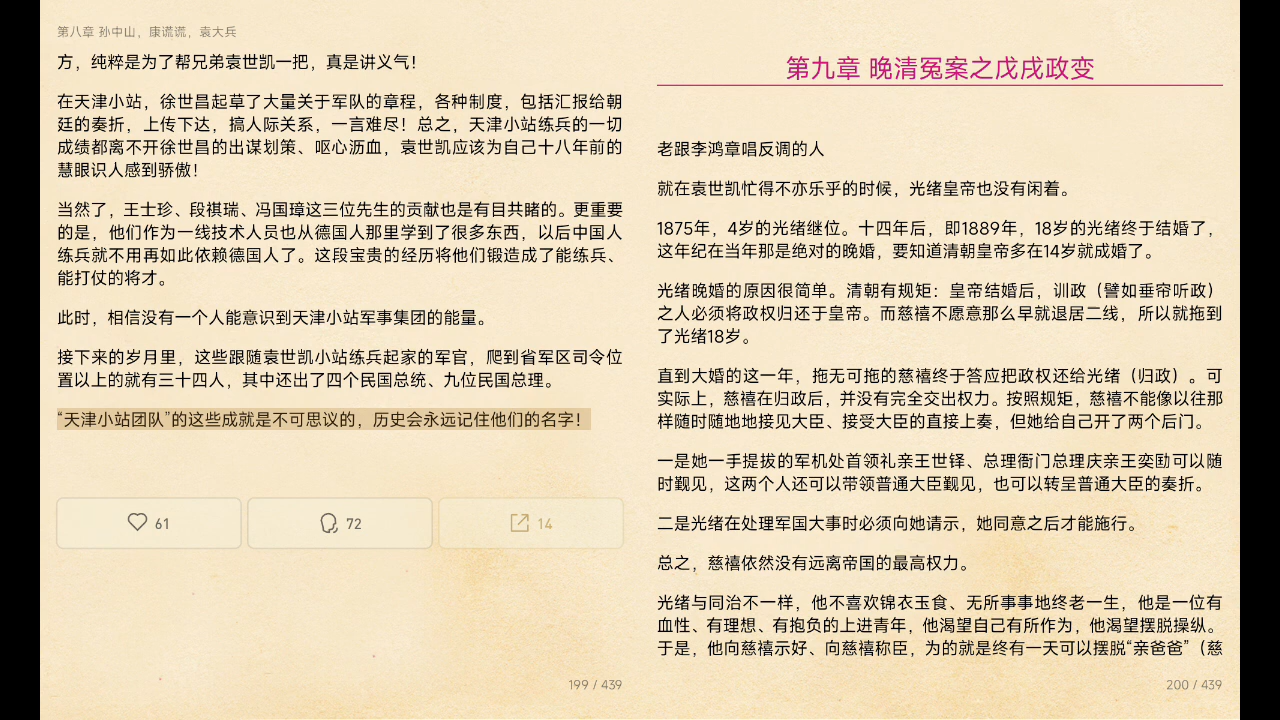 第八章 孙中山，康谎谎，袁大兵
方，纯粹是为了帮兄弟袁世凯一把，真是讲义气！
在天津小站，徐世昌起草了大量关于军队的章程，各种制度，包括汇报给朝
廷的奏折，上传下达，搞人际关系，一言难尽！总之，天津小站练兵的一切
成绩都离不开徐世昌的出谋划策、呕心沥血，袁世凯应该为自己十八年前的
慧眼识人感到骄傲！
当然了，王士珍、段祺瑞、冯国璋这三位先生的贡献也是有目共睹的。更重要
的是，他们作为一线技术人员也从德国人那里学到了很多东西，以后中国人
练兵就不用再如此依赖德国人了。这段宝贵的经历将他们锻造成了能练兵、
能打仗的将才。
此时，相信没有一个人能意识到天津小站军事集团的能量。
接下来的岁月里，这些跟随袁世凯小站练兵起家的军官，爬到省军区司令位
置以上的就有三十四人，其中还出了四个民国总统、九位民国总理。
“天津小站团队”的这些成就是不可思议的，历史会永远记住他们的名字！
61
72
14
199 / 439
第九章 晚清冤案之戊戌政变
老跟李鸿章唱反调的人
就在袁世凯忙得不亦乐乎的时候，光绪皇帝也没有闲着。
1875年，4岁的光绪继位。十四年后，即1889年，18岁的光绪终于结婚了，
这年纪在当年那是绝对的晚婚，要知道清朝皇帝多在14岁就成婚了。
光绪晚婚的原因很简单。清朝有规矩：皇帝结婚后，训政（譬如垂帘听政）
之人必须将政权归还于皇帝。而慈禧不愿意那么早就退居二线，所以就拖到
了光绪18岁。
直到大婚的这一年，拖无可拖的慈禧终于答应把政权还给光绪（归政）。可
实际上，慈禧在归政后，并没有完全交出权力。按照规矩，慈禧不能像以往那
样随时随地地接见大臣、接受大臣的直接上奏，但她给自己开了两个后门。
一是她一手提拔的军机处首领礼亲王世铎、总理衙门总理庆亲王奕劻可以随
时觐见，这两个人还可以带领普通大臣觐见，也可以转呈普通大臣的奏折。
二是光绪在处理军国大事时必须向她请示，她同意之后才能施行。
总之，慈禧依然没有远离帝国的最高权力。
光绪与同治不一样，他不喜欢锦衣玉食、无所事事地终老一生，他是一位有
血性、有理想、有抱负的上进青年，他渴望自己有所作为，他渴望摆脱操纵。
于是，他向慈禧示好、向慈禧称臣，为的就是终有一天可以摆脱“亲爸爸”（慈
200 / 439